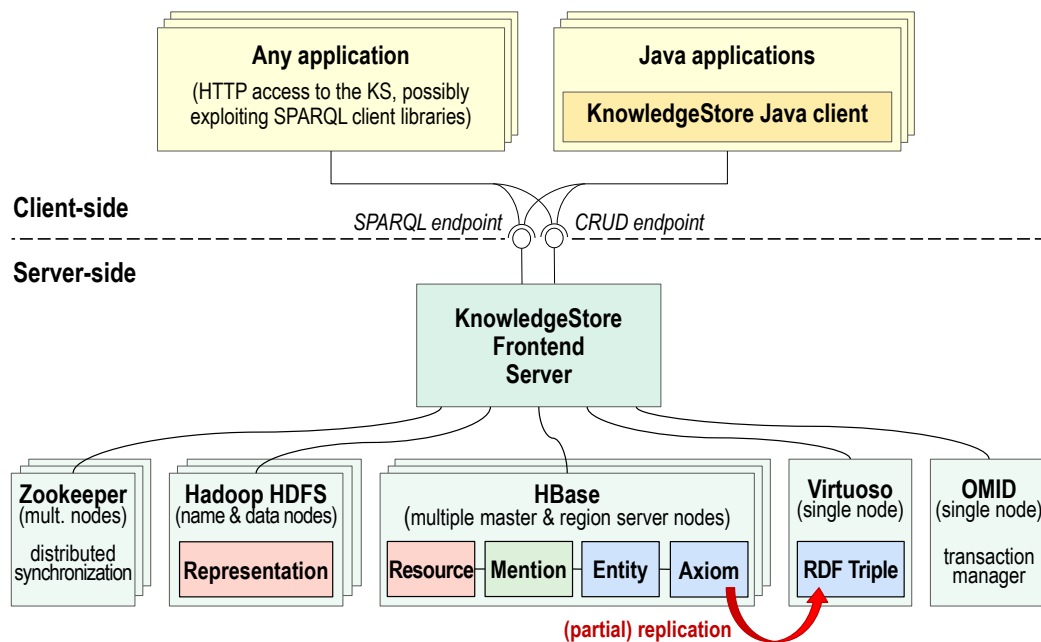 Any application
(HTTP access to the KS, possibly
exploiting SPARQL client libraries)
Java applications
KnowledgeStore Java client
Client-side
SPARQL endpoint
CRUD endpoint
Server-side
KnowledgeStore
Frontend
Server
Zookeeper
(mult. nodes)
distributed
synchronization
Hadoop HDFS
(name & data nodes)
Representation
HBase
(multiple master & region server nodes)
Resource
Mention
Entity
Axiom
Virtuoso
(single node)
RDF Triple
OMID
(single node)
transaction
manager
(partial) replication